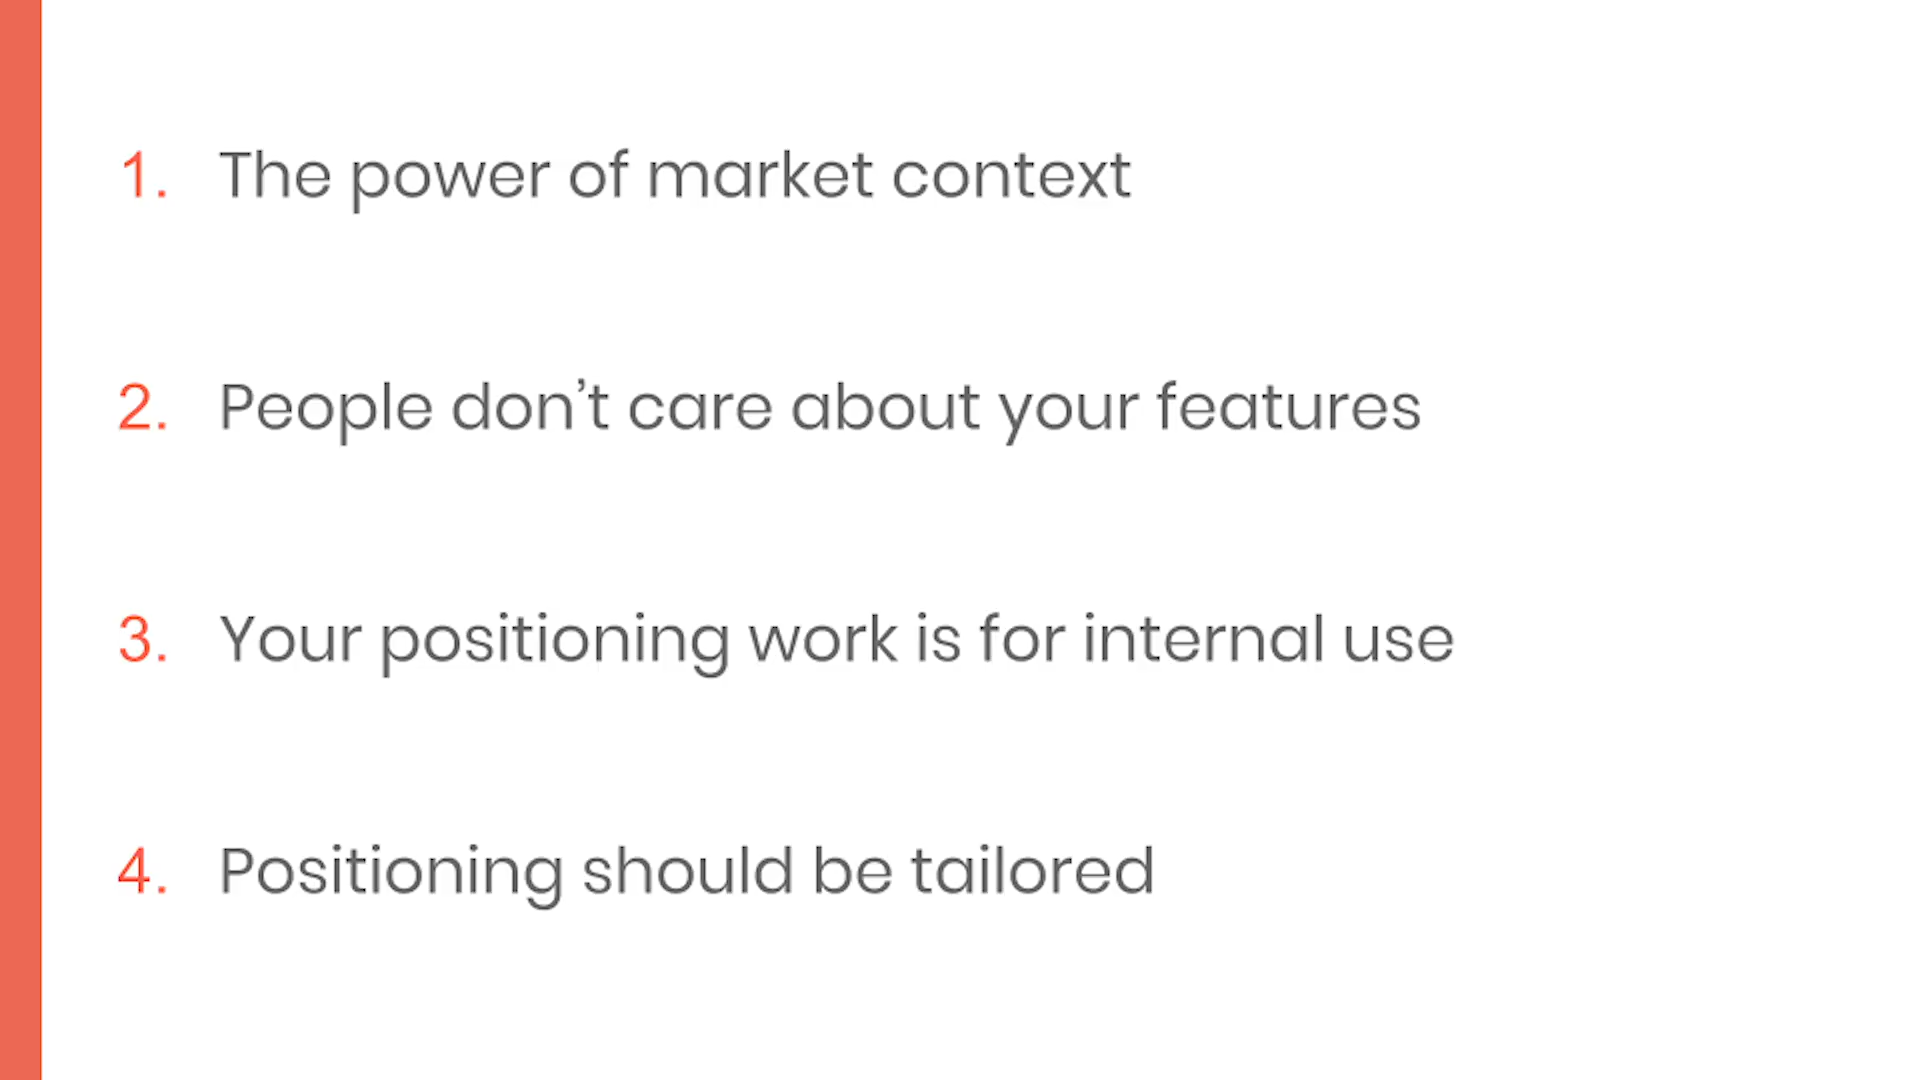 1. The power of market context
2. People don’t care about your features
3. Your positioning work is for internal use
4. Positioning should be tailored